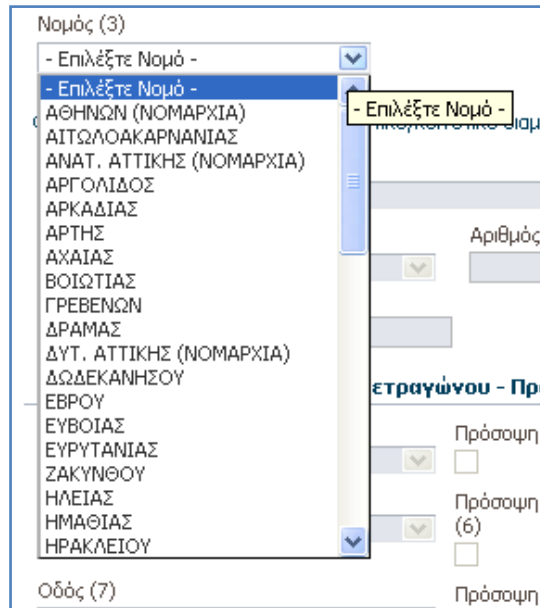 Νομός (3)
- Επιλέξτε Νομό -
- Επιλέξτε Νομό -
ΑΘΗΝΩΝ (ΝΟΜΑΡΧΙΑ)
- Επιλέξτε Νομό -
ΑΙΤΩΛΟΑΚΑΡΝΑΝΙΑΣ
ΑΝΑΤ. ΑΤΤΙΚΗΣ (ΝΟΜΑΡΧΙΑ)
ΑΡΓΟΛΙΔΟΣ
ΑΡΚΑΔΙΑΣ
ΑΡΤΗΣ
Αριθμός
ΑΧΑΙΑΣ
ΒΟΙΩΤΙΑΣ
ΓΡΕΒΕΝΩΝ
ΔΡΑΜΑΣ
ΔΥΤ. ΑΤΤΙΚΗΣ (ΝΟΜΑΡΧΙΑ)
ΔΩΔΕΚΑΝΗΣΟΥ
ετραγώνου - Πρ
ΕΒΡΟΥ
ΕΥΒΟΙΑΣ
Πρόσοψη
ΕΥΡΥΤΑΝΙΑΣ
ΖΑΚΥΝΘΟΥ
ΗΛΕΙΑΣ
Πρόσοψη
ΗΜΑΘΙΑΣ
(6)
ΗΡΑΚΛΕΙΟΥ
Οδός (7)
Πρόσοψη